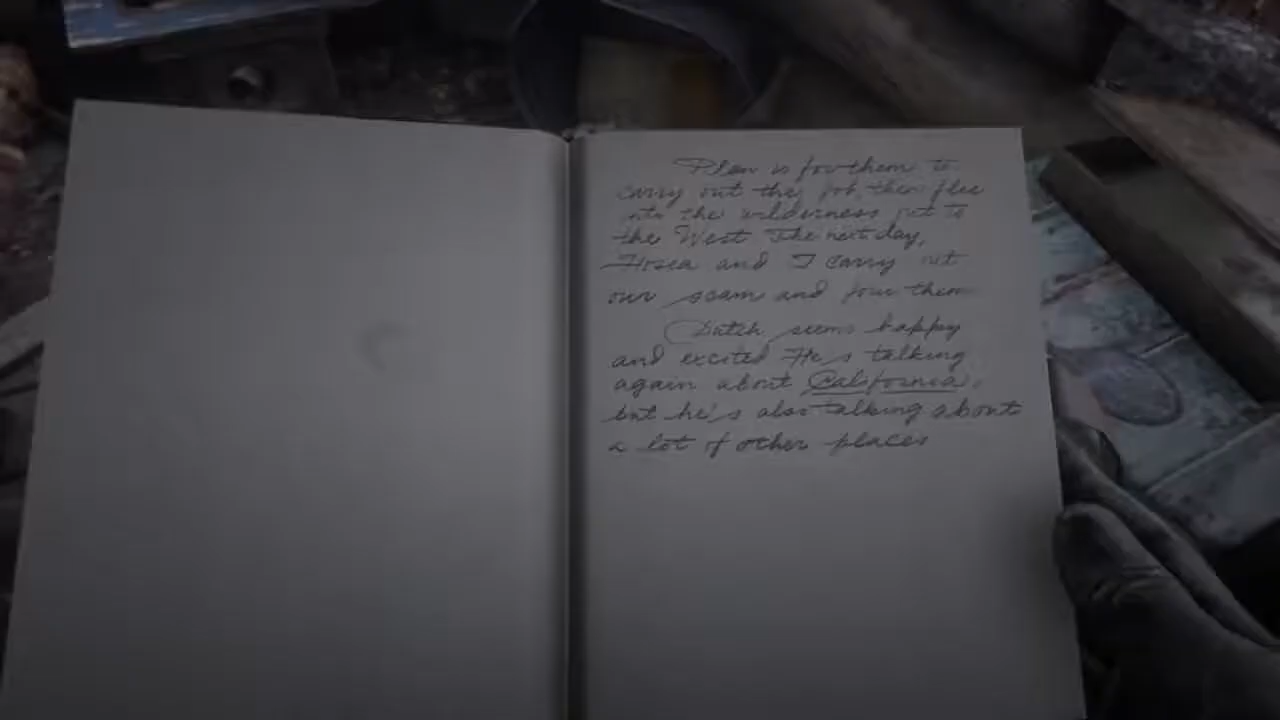 Plan is for them to
carry out the job, then flee
into the wilderness out to
the West The next day,
Hosea and I carry out
our scam and join them
Dutch seems happy
and excited He's talking
again about California,
but he's also talking about
a lot of other places